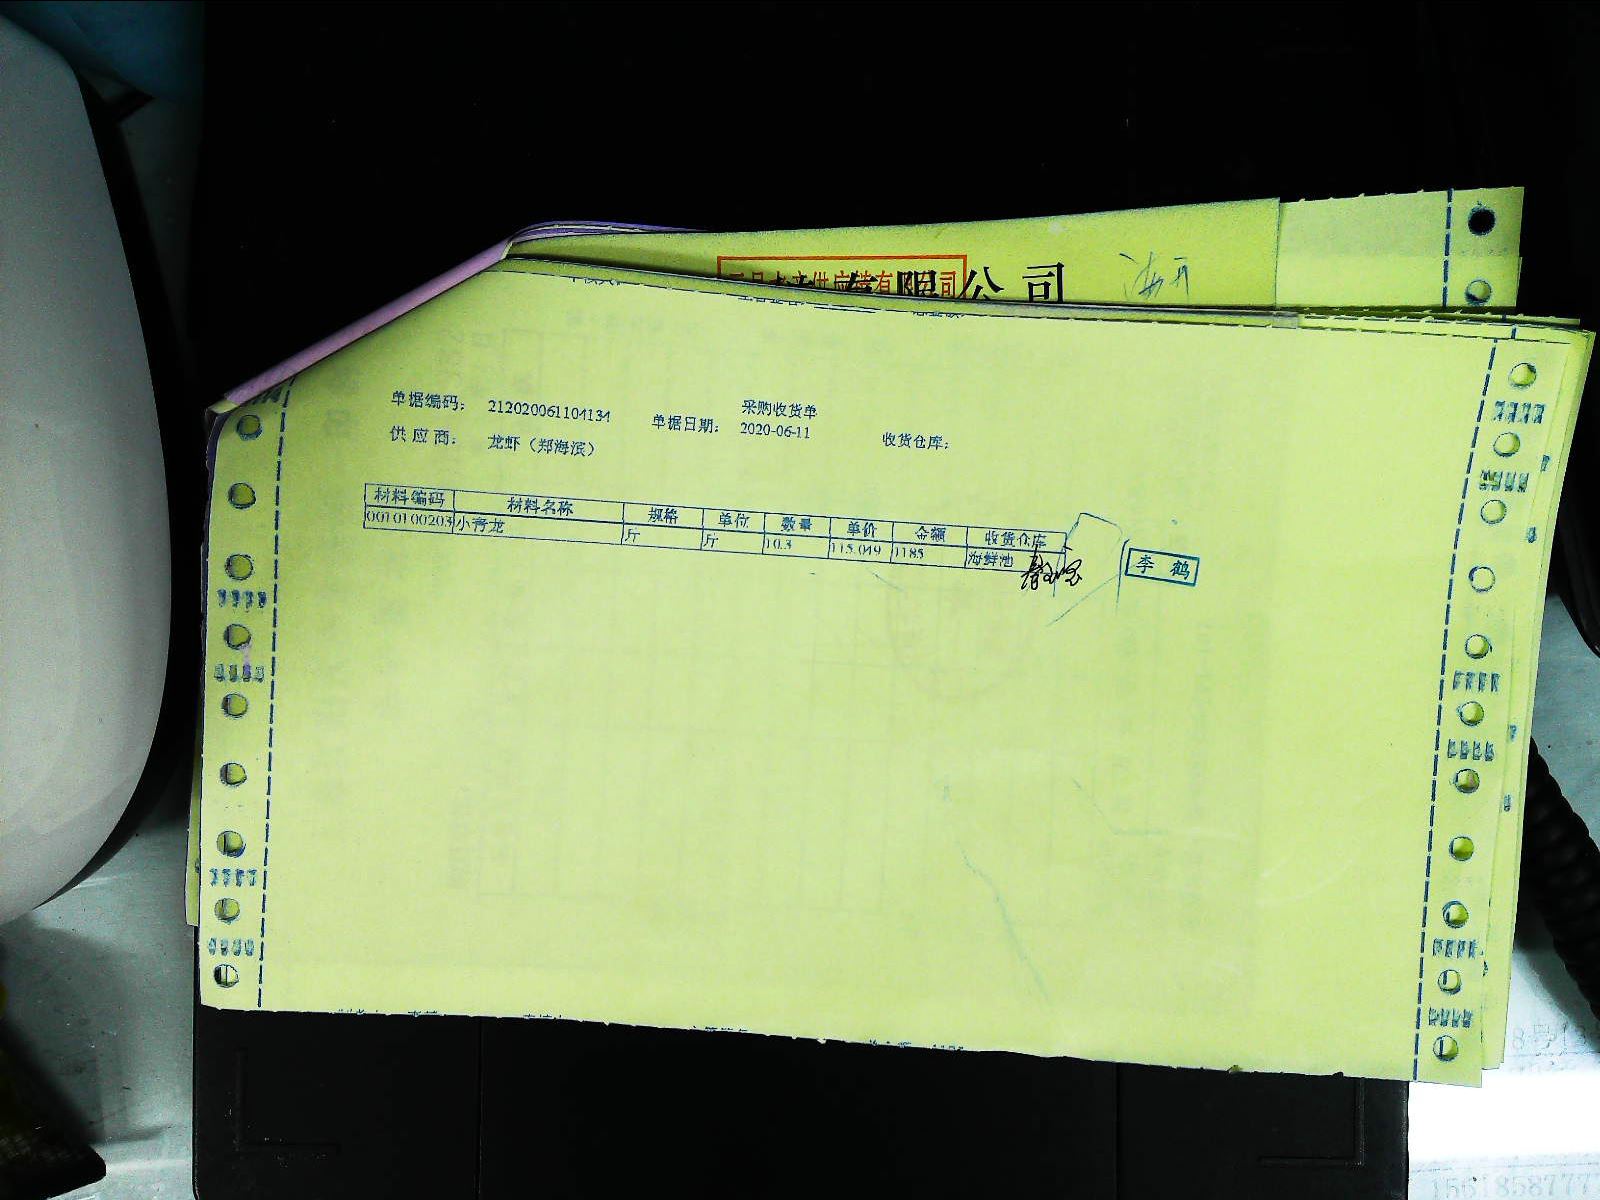 有限公司
采购收货单
单据编码： 212020061104134 单据日期： 2020-06-11 收货仓库：
供应商： 龙虾（郑海滨）
材料编码 材料名称 规格 单位 数量 单价 金额 收货仓库
0010100203 小青龙 斤 斤 10.3 115.049 1185 海鲜池
李鹤